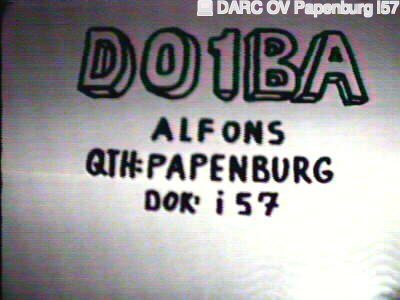 DARC OV Papenburg I57
DO1BA
ALFONS
QTH:PAPENBURG
DOK: i 57